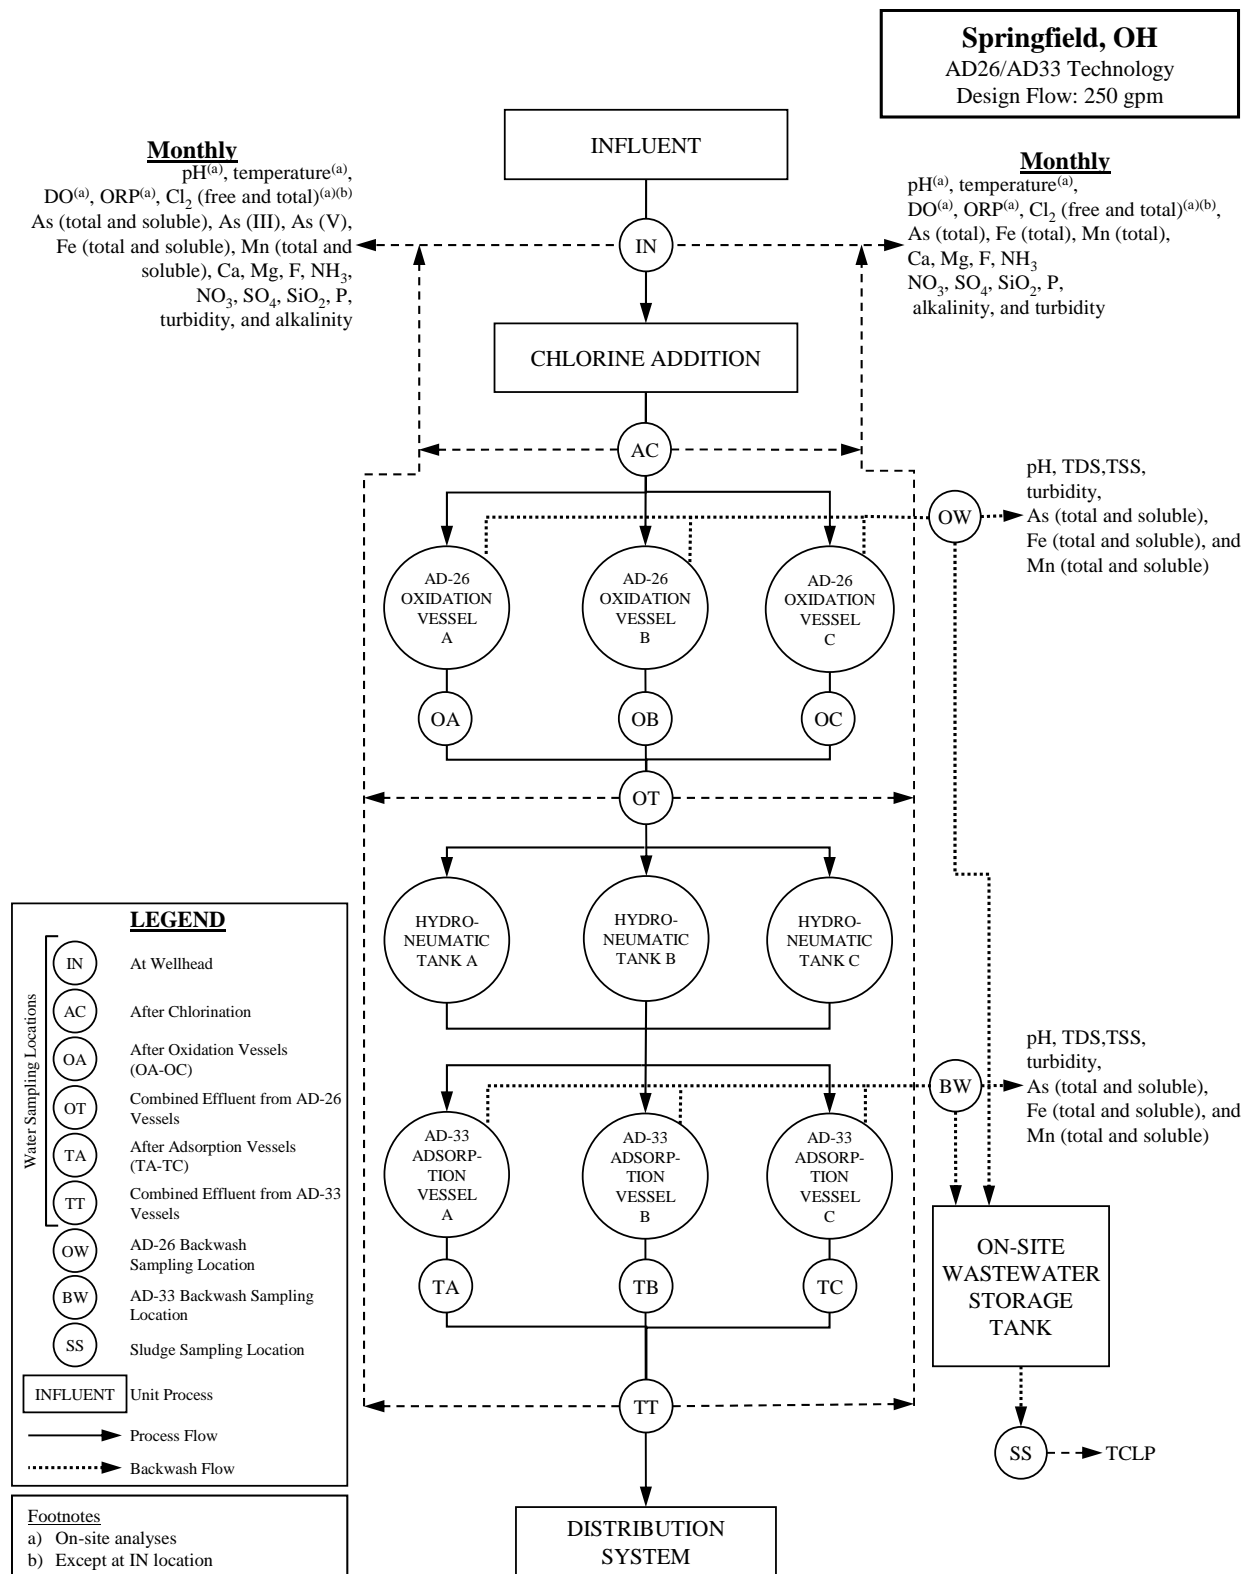 Springfield, OH
AD26/AD33 Technology
Design Flow: 250 gpm
INFLUENT
Monthly
pH(a), temperature(a),
DO(a), ORP(a), Cl2 (free and total)(a)(b)
As (total and soluble), As (III), As (V),
Fe (total and soluble), Mn (total and
soluble), Ca, Mg, F, NH3,
NO3, SO4, SiO2, P,
turbidity, and alkalinity
IN
Monthly
pH(a), temperature(a),
DO(a), ORP(a), Cl2 (free and total)(a)(b),
As (total), Fe (total), Mn (total),
Ca, Mg, F, NH3
NO3, SO4, SiO2, P,
alkalinity, and turbidity
CHLORINE ADDITION
AC
OW
pH, TDS,TSS,
turbidity,
As (total and soluble),
Fe (total and soluble), and
Mn (total and soluble)
AD-26
OXIDATION
VESSEL
A
AD-26
OXIDATION
VESSEL
B
AD-26
OXIDATION
VESSEL
C
OA
OB
OC
OT
HYDRO-
NEUMATIC
TANK A
HYDRO-
NEUMATIC
TANK B
HYDRO-
NEUMATIC
TANK C
BW
pH, TDS,TSS,
turbidity,
As (total and soluble),
Fe (total and soluble), and
Mn (total and soluble)
AD-33
ADSORP-
TION
VESSEL
A
AD-33
ADSORP-
TION
VESSEL
B
AD-33
ADSORP-
TION
VESSEL
C
TA
TB
TC
ON-SITE
WASTEWATER
STORAGE
TANK
TT
SS
TCLP
DISTRIBUTION
SYSTEM
LEGEND
Water Sampling Locations
IN
At Wellhead
AC
After Chlorination
OA
After Oxidation Vessels
(OA-OC)
OT
Combined Effluent from AD-26
Vessels
TA
After Adsorption Vessels
(TA-TC)
TT
Combined Effluent from AD-33
Vessels
OW
AD-26 Backwash
Sampling Location
BW
AD-33 Backwash Sampling
Location
SS
Sludge Sampling Location
INFLUENT
Unit Process
Process Flow
Backwash Flow
Footnotes
a) On-site analyses
b) Except at IN location